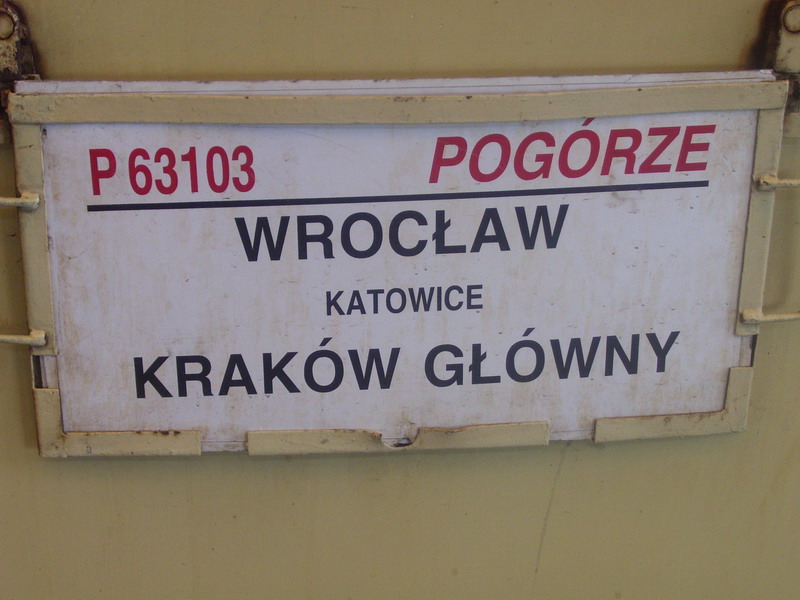 P 63103 POGÓRZE
WROCŁAW
KATOWICE
KRAKÓW GŁÓWNY